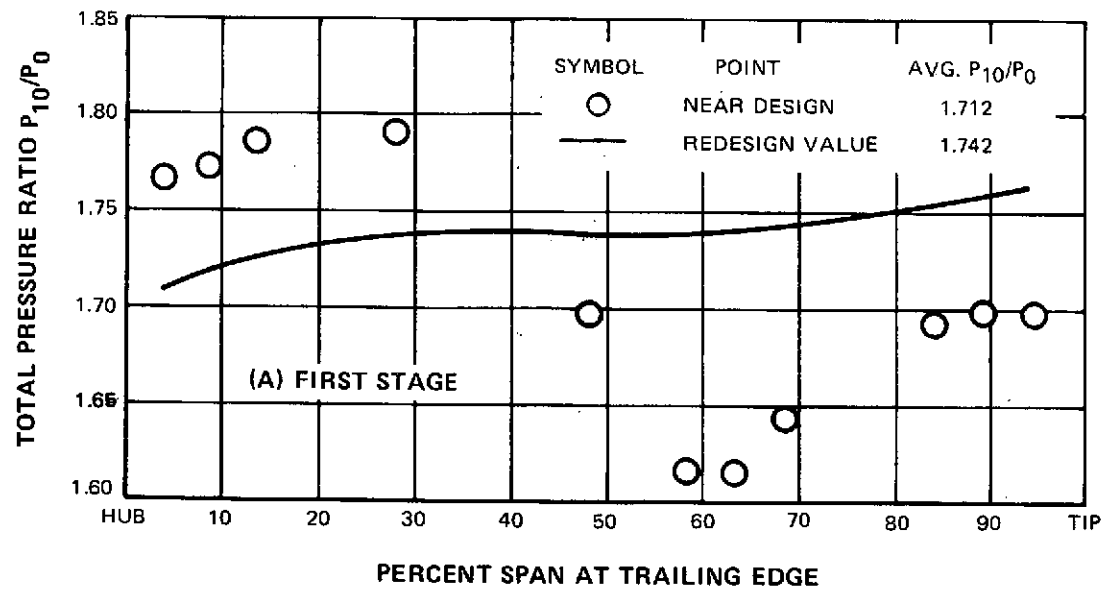 TOTAL PRESSURE RATIO P10/P0
1.85
1.80
1.75
1.70
1.65
1.60
SYMBOL POINT AVG. P10/P0
NEAR DESIGN 1.712
REDESIGN VALUE 1.742
(A) FIRST STAGE
HUB 10 20 30 40 50 60 70 80 90 TIP
PERCENT SPAN AT TRAILING EDGE